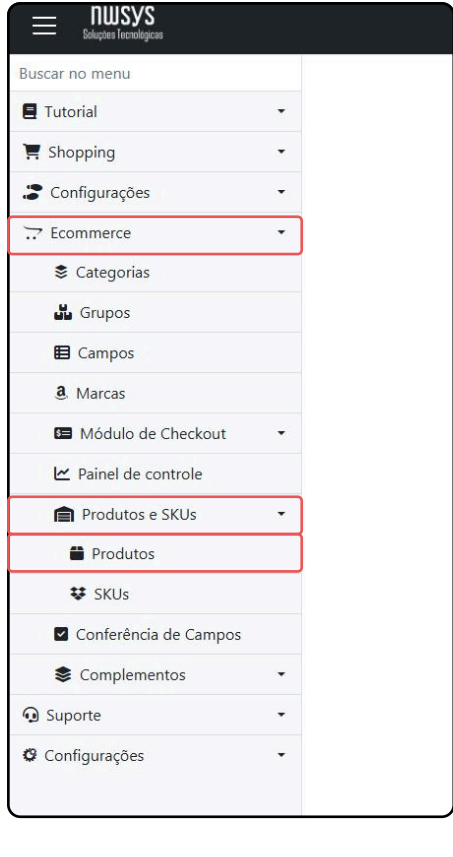 nwsys
Soluções Tecnológicas
Buscar no menu
Tutorial
Shopping
Configurações
Ecommerce
Categorias
Grupos
Campos
Marcas
Módulo de Checkout
Painel de controle
Produtos e SKUs
Produtos
SKUs
Conferência de Campos
Complementos
Suporte
Configurações